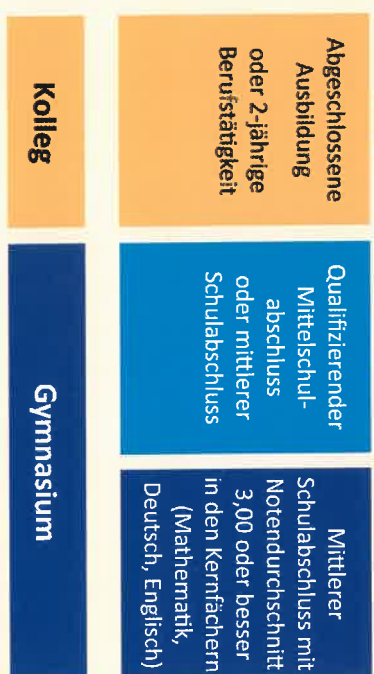 Abgeschlossene
Ausbildung
oder 2-jährige
Berufstätigkeit
Qualifizierender
Mittelschul-
abschluss
oder mittlerer
Schulabschluss
Mittlerer
Schulabschluss mit
Notendurchschnitt
3,00 oder besser
in den Kernfächern
(Mathematik,
Deutsch, Englisch)
Kolleg
Gymnasium